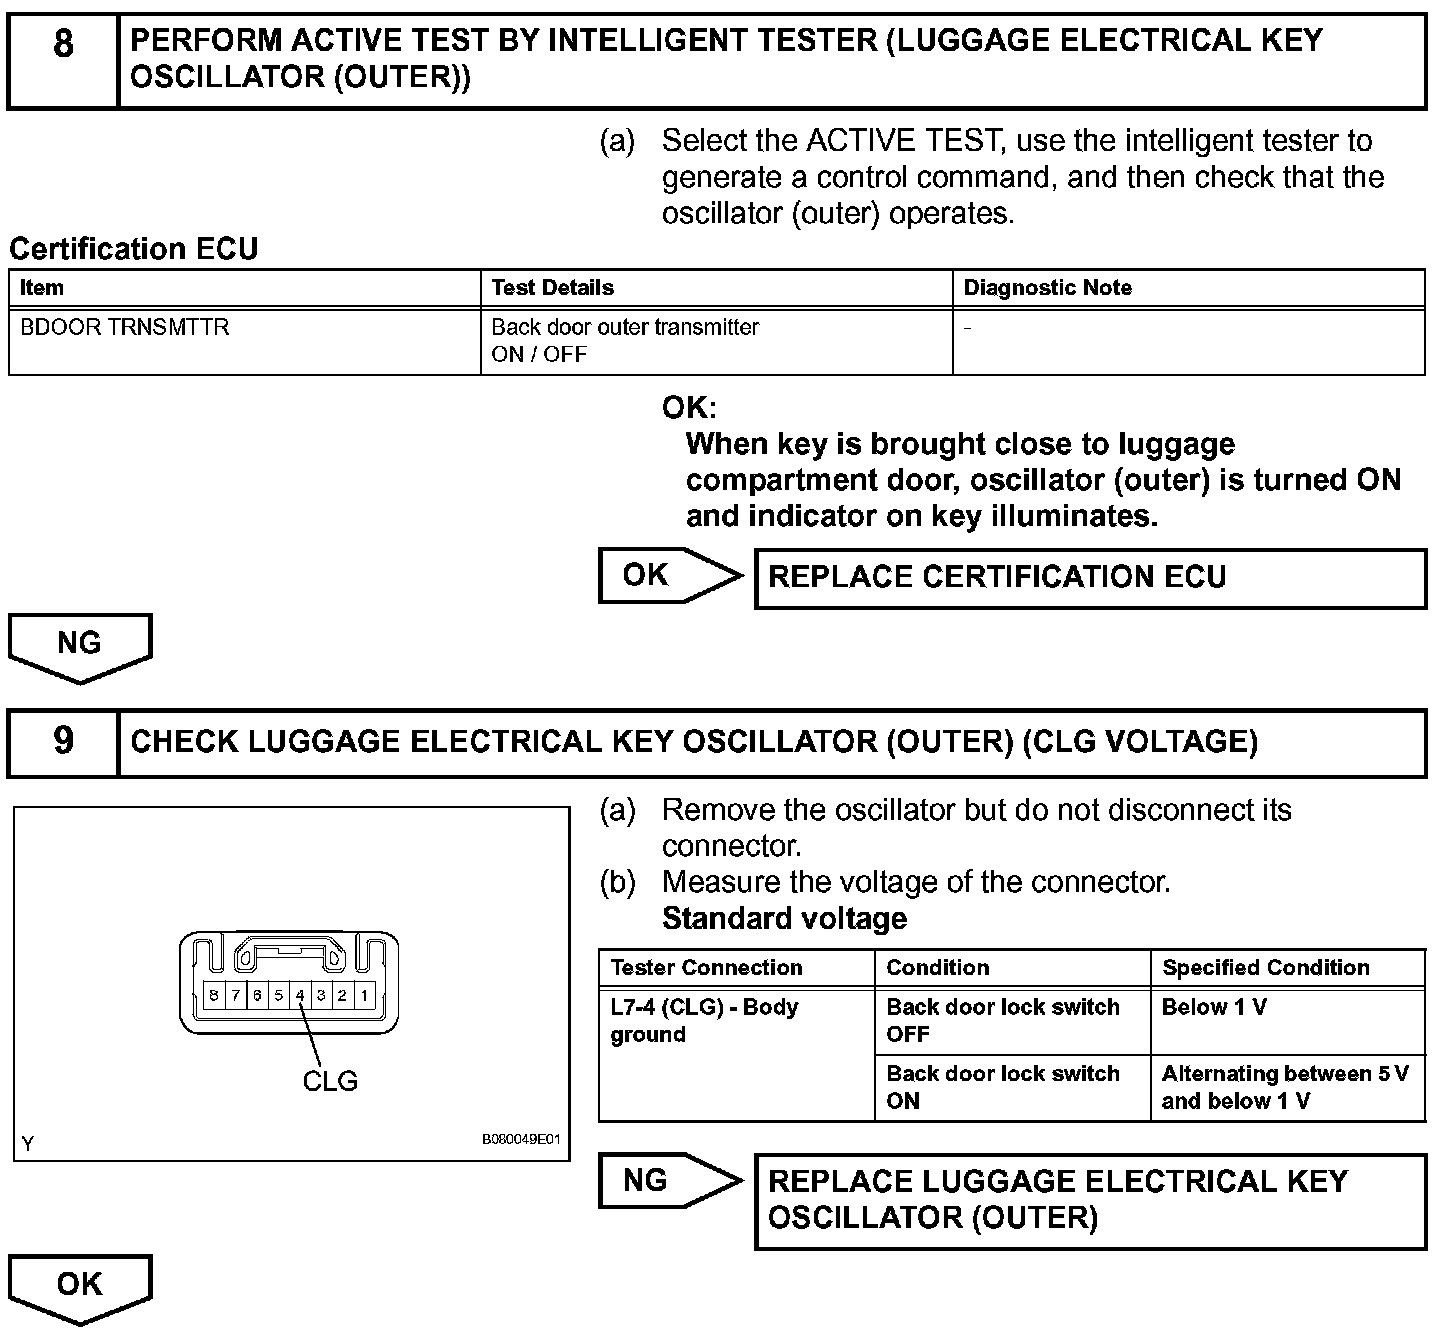 8
PERFORM ACTIVE TEST BY INTELLIGENT TESTER (LUGGAGE ELECTRICAL KEY
OSCILLATOR (OUTER))
(a) Select the ACTIVE TEST, use the intelligent tester to
generate a control command, and then check that the
oscillator (outer) operates.
Certification ECU
Item Test Details Diagnostic Note
BDOOR TRNSMTTR Back door outer transmitter -
ON / OFF
OK:
When key is brought close to luggage
compartment door, oscillator (outer) is turned ON
and indicator on key illuminates.
OK REPLACE CERTIFICATION ECU
NG
9 CHECK LUGGAGE ELECTRICAL KEY OSCILLATOR (OUTER) (CLG VOLTAGE)
8 7 6 5 4 3 2 1
CLG
Y B080049E01
(a) Remove the oscillator but do not disconnect its
connector.
(b) Measure the voltage of the connector.
Standard voltage
Tester Connection Condition Specified Condition
L7-4 (CLG) - Body Back door lock switch Below 1 V
ground OFF
Back door lock switch Alternating between 5 V
ON and below 1 V
NG REPLACE LUGGAGE ELECTRICAL KEY
OSCILLATOR (OUTER)
OK